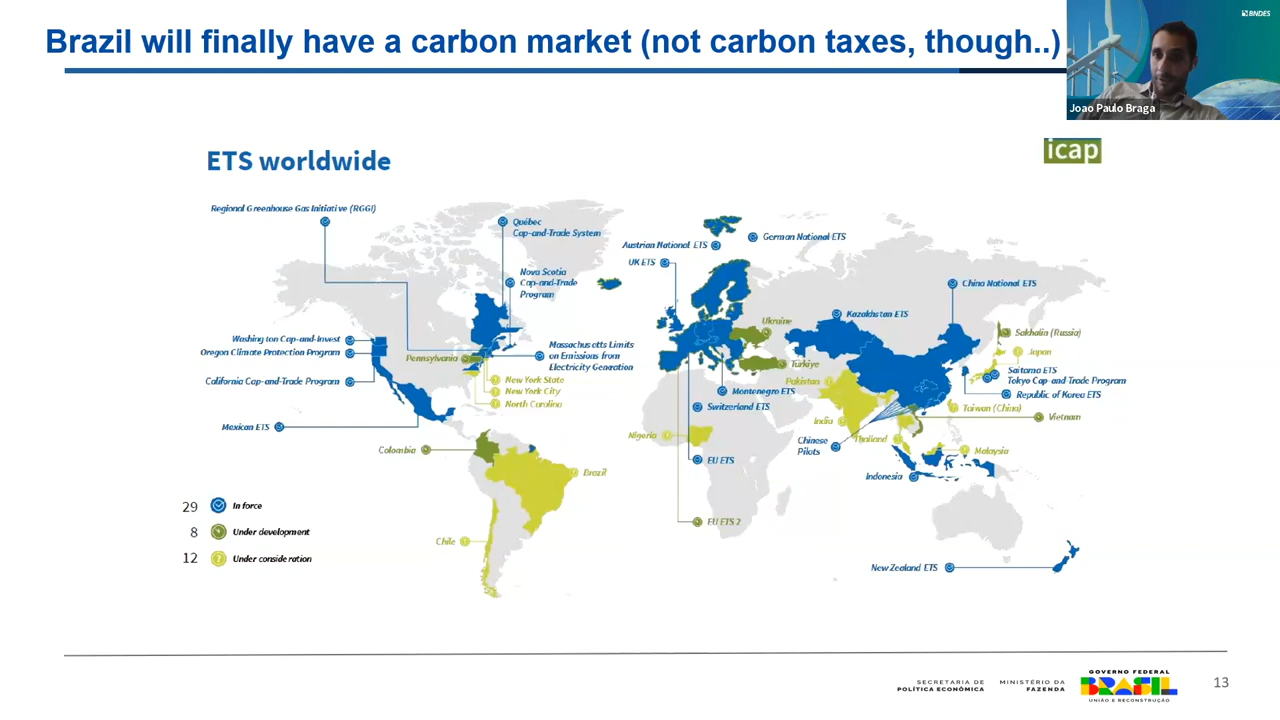 Brazil will finally have a carbon market (not carbon taxes, though..)
BNDES
Joao Paulo Braga
ETS worldwide
icap
Regional Greenhouse Gas Initiative (RGGI)
Québec
Cap-and-Trade System
Nova Scotia
Cap-and-Trade
Program
Washington Cap-and-Invest
Oregon Climate Protection Program
California Cap-and-Trade Program
Mexican ETS
Pennsylvania
Massachusetts Limits
on Emissions from
Electricity Generation
New York State
New York City
North Carolina
Colombia
Brazil
Chile
Austrian National ETS
German National ETS
UK ETS
Ukraine
Türkiye
Montenegro ETS
Switzerland ETS
Nigeria
EU ETS
EU ETS 2
Kazakhstan ETS
China National ETS
Sakhalin (Russia)
Japan
Saitama ETS
Tokyo Cap-and-Trade Program
Republic of Korea ETS
Pakistan
India
Taiwan (China)
Vietnam
Thailand
Chinese
Pilots
Malaysia
Indonesia
New Zealand ETS
29 In force
8 Under development
12 Under consideration
SECRETARIA DE
POLÍTICA ECONÔMICA
MINISTÉRIO DA
FAZENDA
GOVERNO FEDERAL
BRASIL
UNIÃO E RECONSTRUÇÃO
13